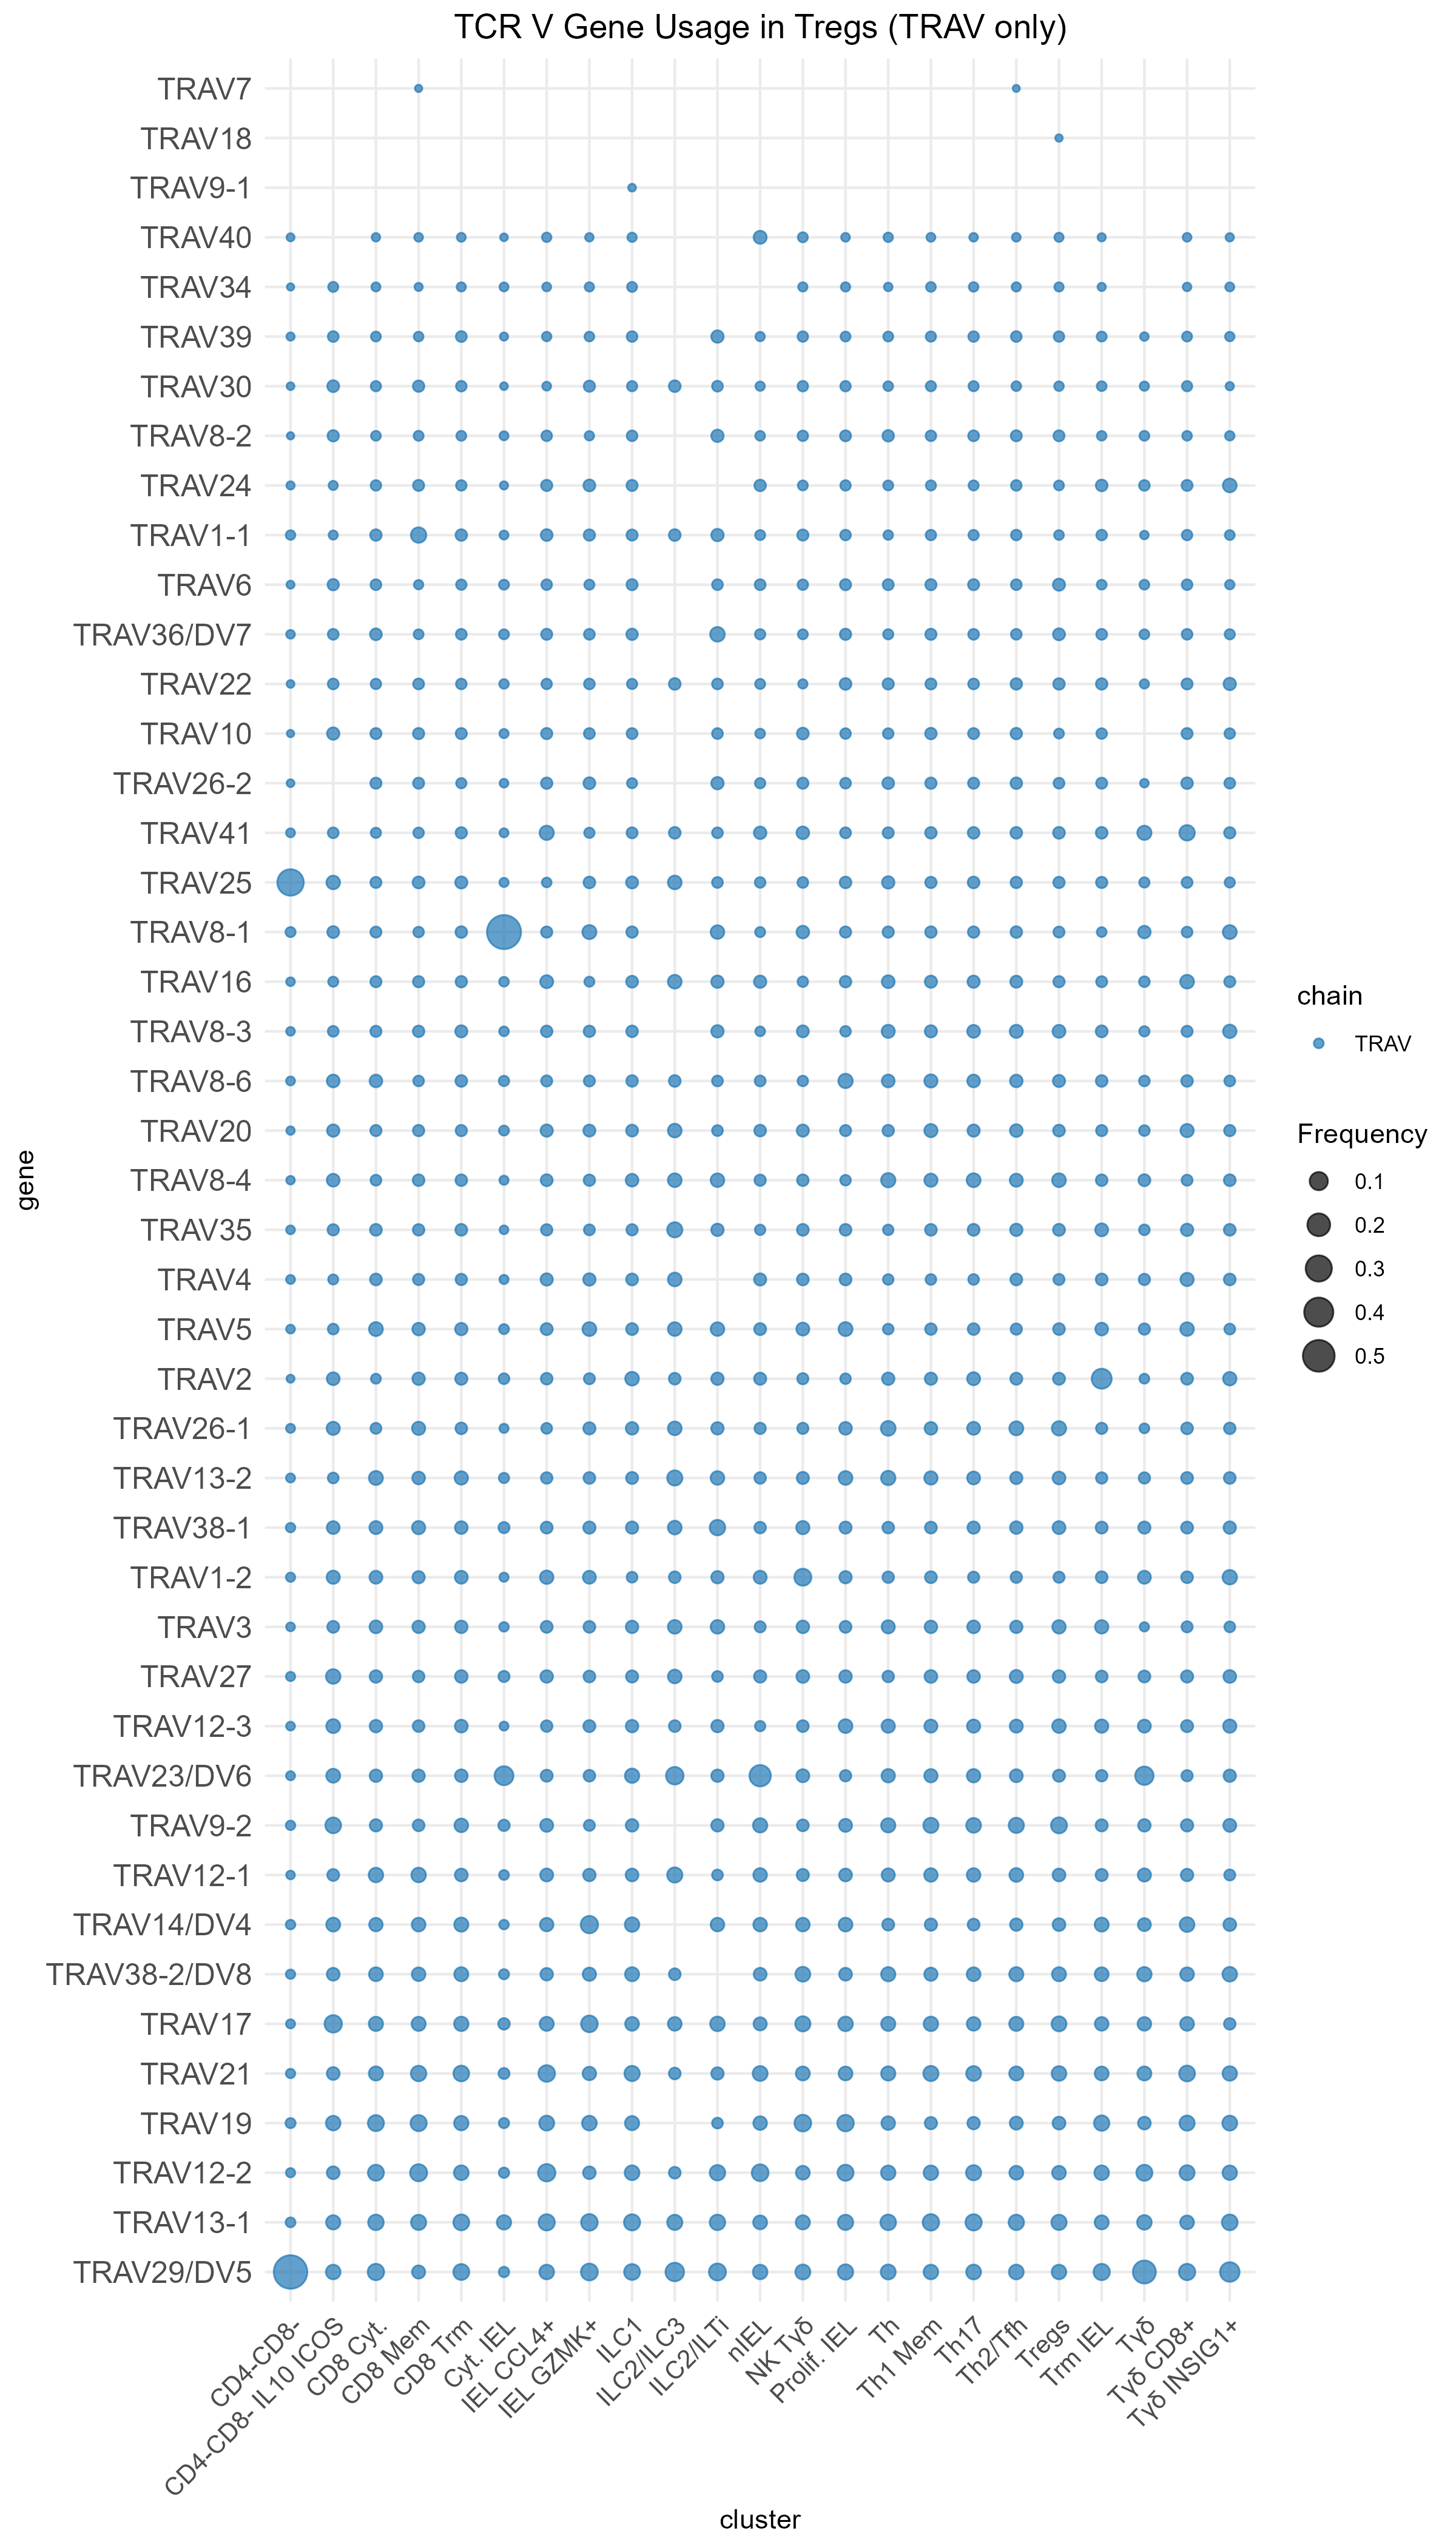 TCR V Gene Usage in Tregs (TRAV only)
gene
TRAV7
TRAV18
TRAV9-1
TRAV40
TRAV34
TRAV39
TRAV30
TRAV8-2
TRAV24
TRAV1-1
TRAV6
TRAV36/DV7
TRAV22
TRAV10
TRAV26-2
TRAV41
TRAV25
TRAV8-1
TRAV16
TRAV8-3
TRAV8-6
TRAV20
TRAV8-4
TRAV35
TRAV4
TRAV5
TRAV2
TRAV26-1
TRAV13-2
TRAV38-1
TRAV1-2
TRAV3
TRAV27
TRAV12-3
TRAV23/DV6
TRAV9-2
TRAV12-1
TRAV14/DV4
TRAV38-2/DV8
TRAV17
TRAV21
TRAV19
TRAV12-2
TRAV13-1
TRAV29/DV5
CD4-CD8-
CD4-CD8- IL10 ICOS
CD8 Cyt.
CD8 Mem
CD8 Trm
Cyt. IEL
IEL CCL4+
IEL GZMK+
ILC1
ILC2/ILC3
ILC2/ILTi
nIEL
NK Tγδ
Prolif. IEL
Th
Th1 Mem
Th17
Th2/Tfh
Tregs
Trm IEL
Tγδ
Tγδ CD8+
Tγδ INSIG1+
cluster
chain
TRAV
Frequency
0.1
0.2
0.3
0.4
0.5